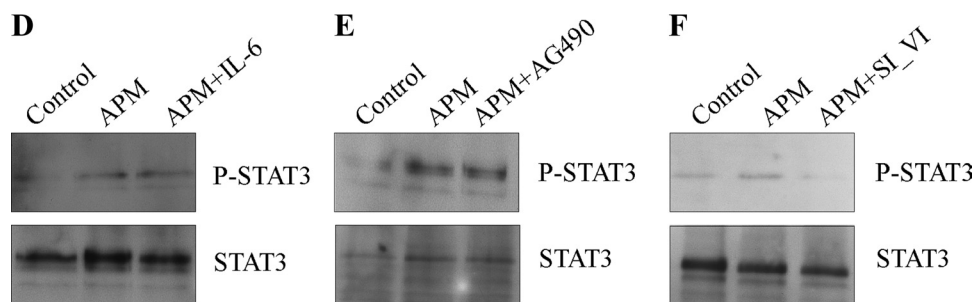 D
Control
APM
APM+IL-6
P-STAT3
STAT3
E
Control
APM
APM+AG490
P-STAT3
STAT3
F
Control
APM
APM+SI_VI
P-STAT3
STAT3